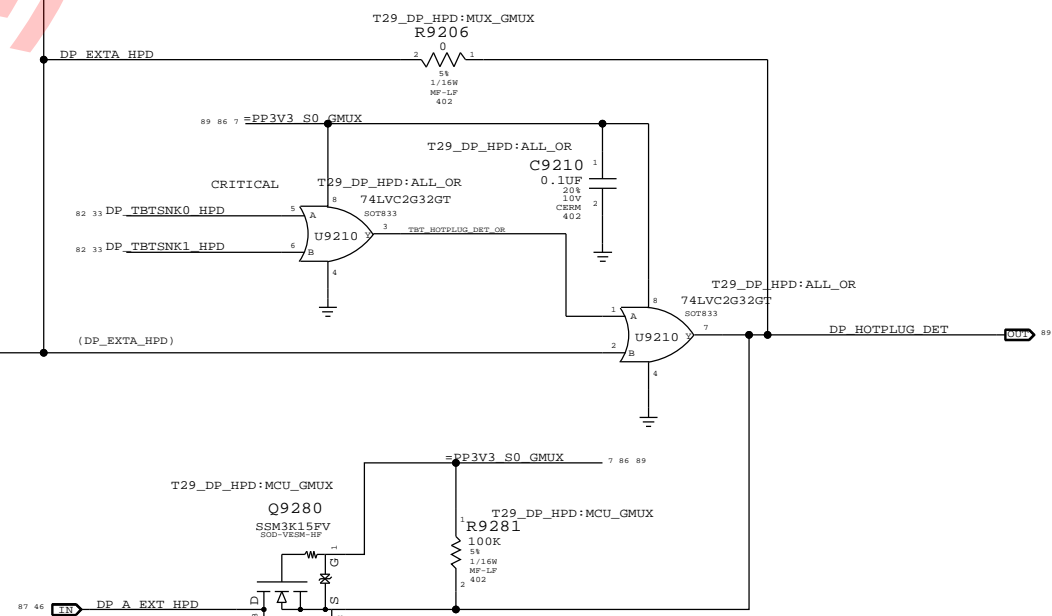 T29_DP_HPD:MUX_GMUX
R9206
0
DP_EXTA_HPD
2
1
5%
1/16W
MF-LF
402
89 86 7 =PP3V3_S0_GMUX
T29_DP_HPD:ALL_OR
C9210
1
0.1UF
20%
10V
CERM
402
2
CRITICAL
T29_DP_HPD:ALL_OR
8
74LVC2G32GT
SOT833
82 33 DP_TBTSNK0_HPD
5
A
3
TBT_HOTPLUG_DET_OR
U9210
Y
82 33 DP_TBTSNK1_HPD
6
B
4
T29_DP_HPD:ALL_OR
8
74LVC2G32GT
SOT833
1
A
7
DP_HOTPLUG_DET
OUT
89
U9210
Y
(DP_EXTA_HPD)
2
B
4
=PP3V3_S0_GMUX
7 86 89
T29_DP_HPD:MCU_GMUX
Q9280
SSM3K15FV
SOD-VESM-HF
T29_DP_HPD:MCU_GMUX
1
R9281
100K
5%
1/16W
MF-LF
402
2
1
G
D
S
87 46
IN
DP_A_EXT_HPD